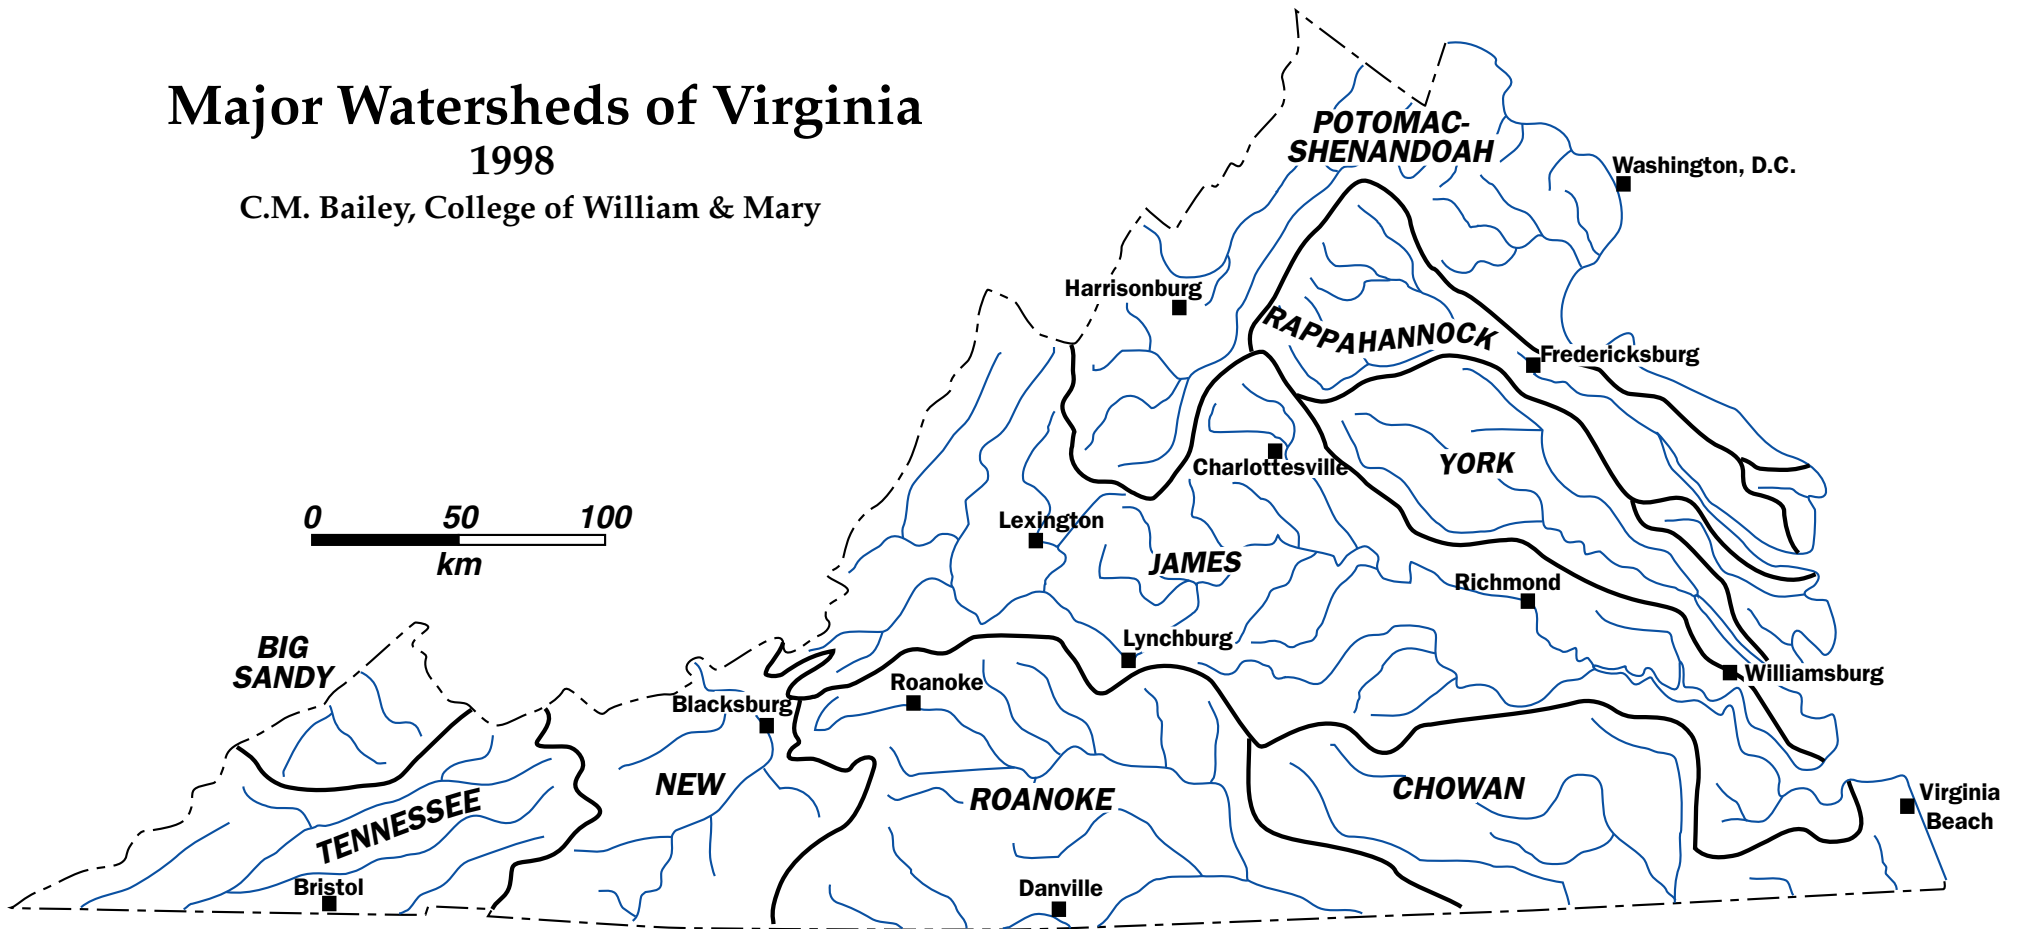 Major Watersheds of Virginia
1998
C.M. Bailey, College of William & Mary
POTOMAC-
SHENANDOAH
Washington, D.C.
Harrisonburg
RAPPAHANNOCK
Fredericksburg
Charlottesville
YORK
0 50 100
km
Lexington
JAMES
Richmond
Lynchburg
BIG
SANDY
Williamsburg
Roanoke
Blacksburg
NEW
ROANOKE
CHOWAN
TENNESSEE
Virginia
Beach
Bristol
Danville